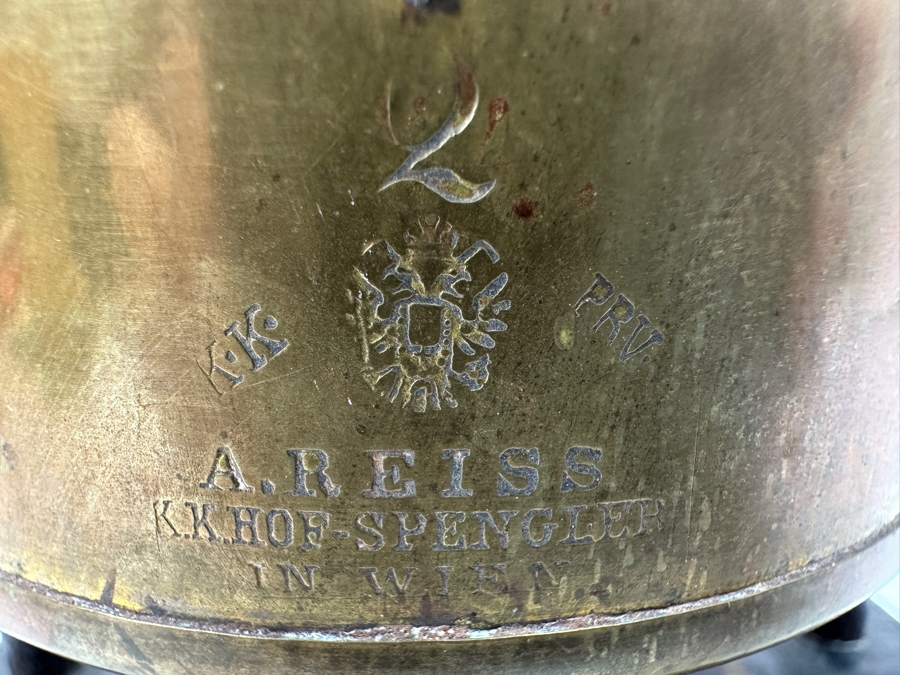 2
K.K. PRV.
A. REISS
K.K. HOF-SPENGLER
IN WIEN.